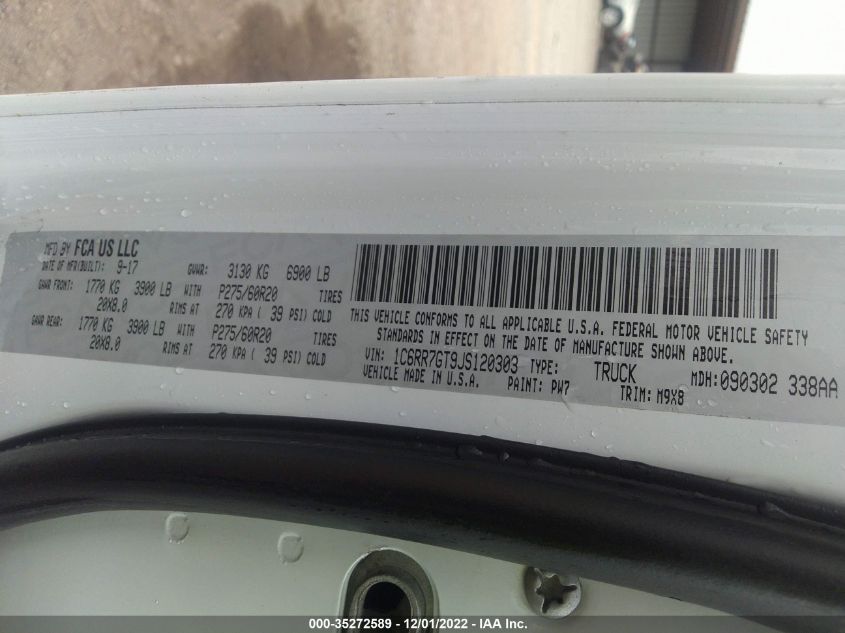 MFD BY FCA US LLC
DATE OF MFR(BUILT): 9-17 GVWR: 3130 KG 6900 LB
GAWR FRONT: 1770 KG 3900 LB WITH P275/60R20 TIRES
20X8.0 RIMS AT 270 KPA ( 39 PSI) COLD
GAWR REAR: 1770 KG 3900 LB WITH P275/60R20 TIRES
20X8.0 RIMS AT 270 KPA ( 39 PSI) COLD
THIS VEHICLE CONFORMS TO ALL APPLICABLE U.S.A. FEDERAL MOTOR VEHICLE SAFETY
STANDARDS IN EFFECT ON THE DATE OF MANUFACTURE SHOWN ABOVE.
VIN: 1C6RR7GT9JS120303 TYPE: TRUCK MDH:090302 338AA
VEHICLE MADE IN U.S.A. PAINT: PW7 TRIM: M9X8
000-35272589 - 12/01/2022 - IAA Inc.